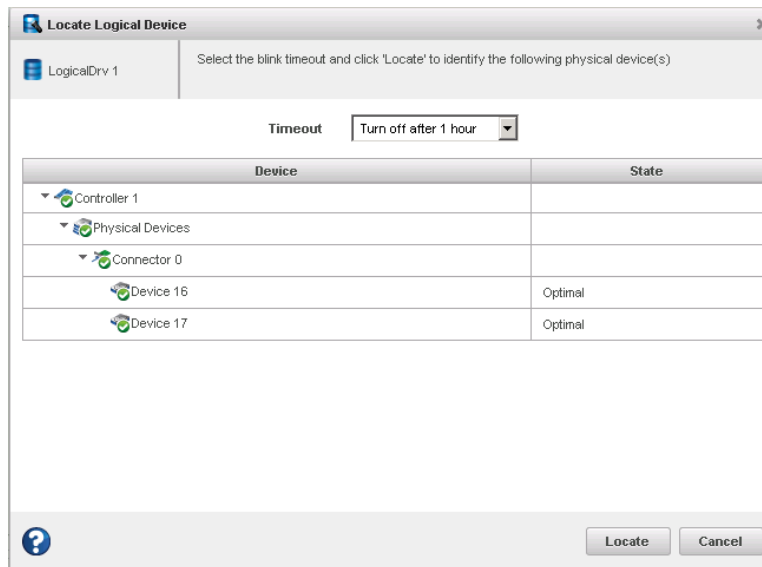 Locate Logical Device
LogicalDrv 1
Select the blink timeout and click 'Locate' to identify the following physical device(s)
Timeout Turn off after 1 hour
Device State
Controller 1
Physical Devices
Connector 0
Device 16 Optimal
Device 17 Optimal
? Locate Cancel